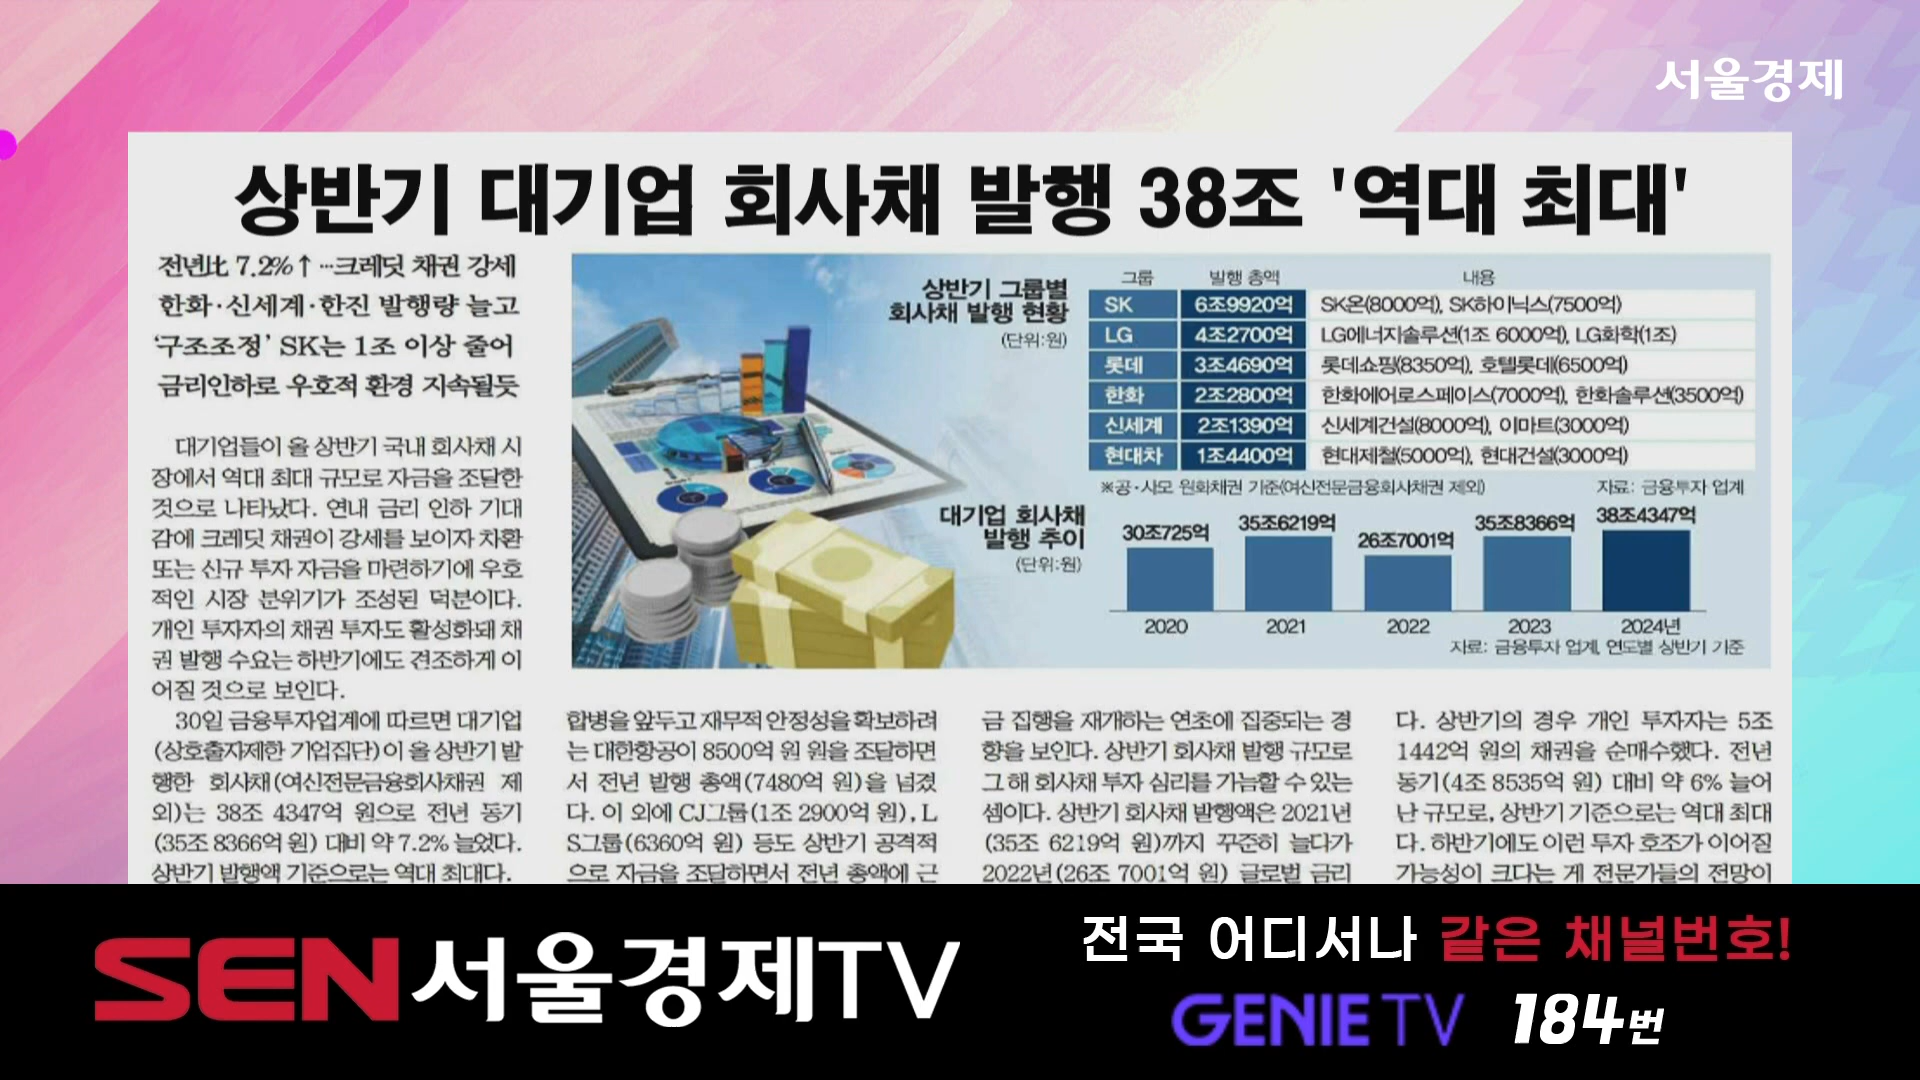 서울경제
상반기 대기업 회사채 발행 38조 '역대 최대'
전년比 7.2%↑…크레딧 채권 강세
한화·신세계·한진 발행량 늘고
'구조조정' SK는 1조 이상 줄어
금리인하로 우호적 환경 지속될듯
상반기 그룹별
회사채 발행 현황
(단위:원)
그룹 발행 총액 내용
SK 6조9920억 SK온(8000억), SK하이닉스(7500억)
LG 4조2700억 LG에너지솔루션(1조 6000억), LG화학(1조)
롯데 3조4690억 롯데쇼핑(8350억), 호텔롯데(6500억)
한화 2조2800억 한화에어로스페이스(7000억), 한화솔루션(3500억)
신세계 2조1390억 신세계건설(8000억), 이마트(3000억)
현대차 1조4400억 현대제철(5000억), 현대건설(3000억)
※공·사모 원화채권 기준(여신전문금융회사채권 제외) 자료: 금융투자 업계
대기업 회사채
발행 추이
(단위:원)
30조725억 35조6219억 26조7001억 35조8366억 38조4347억
2020 2021 2022 2023 2024년
자료: 금융투자 업계, 연도별 상반기 기준
대기업들이 올 상반기 국내 회사채 시
장에서 역대 최대 규모로 자금을 조달한
것으로 나타났다. 연내 금리 인하 기대
감에 크레딧 채권이 강세를 보이자 차환
또는 신규 투자 자금을 마련하기에 우호
적인 시장 분위기가 조성된 덕분이다.
개인 투자자의 채권 투자도 활성화돼 채
권 발행 수요는 하반기에도 견조하게 이
어질 것으로 보인다.
30일 금융투자업계에 따르면 대기업
(상호출자제한 기업집단)이 올 상반기 발
행한 회사채(여신전문금융회사채권 제
외)는 38조 4347억 원으로 전년 동기
(35조 8366억 원) 대비 약 7.2% 늘었다.
상반기 발행액 기준으로는 역대 최대다.
합병을 앞두고 재무적 안정성을 확보하려
는 대한항공이 8500억 원 원을 조달하면
서 전년 발행 총액(7480억 원)을 넘겼
다. 이 외에 CJ그룹(1조 2900억 원), L
S그룹(6360억 원) 등도 상반기 공격적
으로 자금을 조달하면서 전년 총액에 근
금 집행을 재개하는 연초에 집중되는 경
향을 보인다. 상반기 회사채 발행 규모로
그 해 회사채 투자 심리를 가늠할 수 있는
셈이다. 상반기 회사채 발행액은 2021년
(35조 6219억 원)까지 꾸준히 늘다가
2022년(26조 7001억 원) 글로벌 금리
다. 상반기의 경우 개인 투자자는 5조
1442억 원의 채권을 순매수했다. 전년
동기(4조 8535억 원) 대비 약 6% 늘어
난 규모로, 상반기 기준으로는 역대 최대
다. 하반기에도 이런 투자 호조가 이어질
가능성이 크다는 게 전문가들의 전망이
SEN서울경제TV
전국 어디서나 같은 채널번호!
GENIE TV 184번